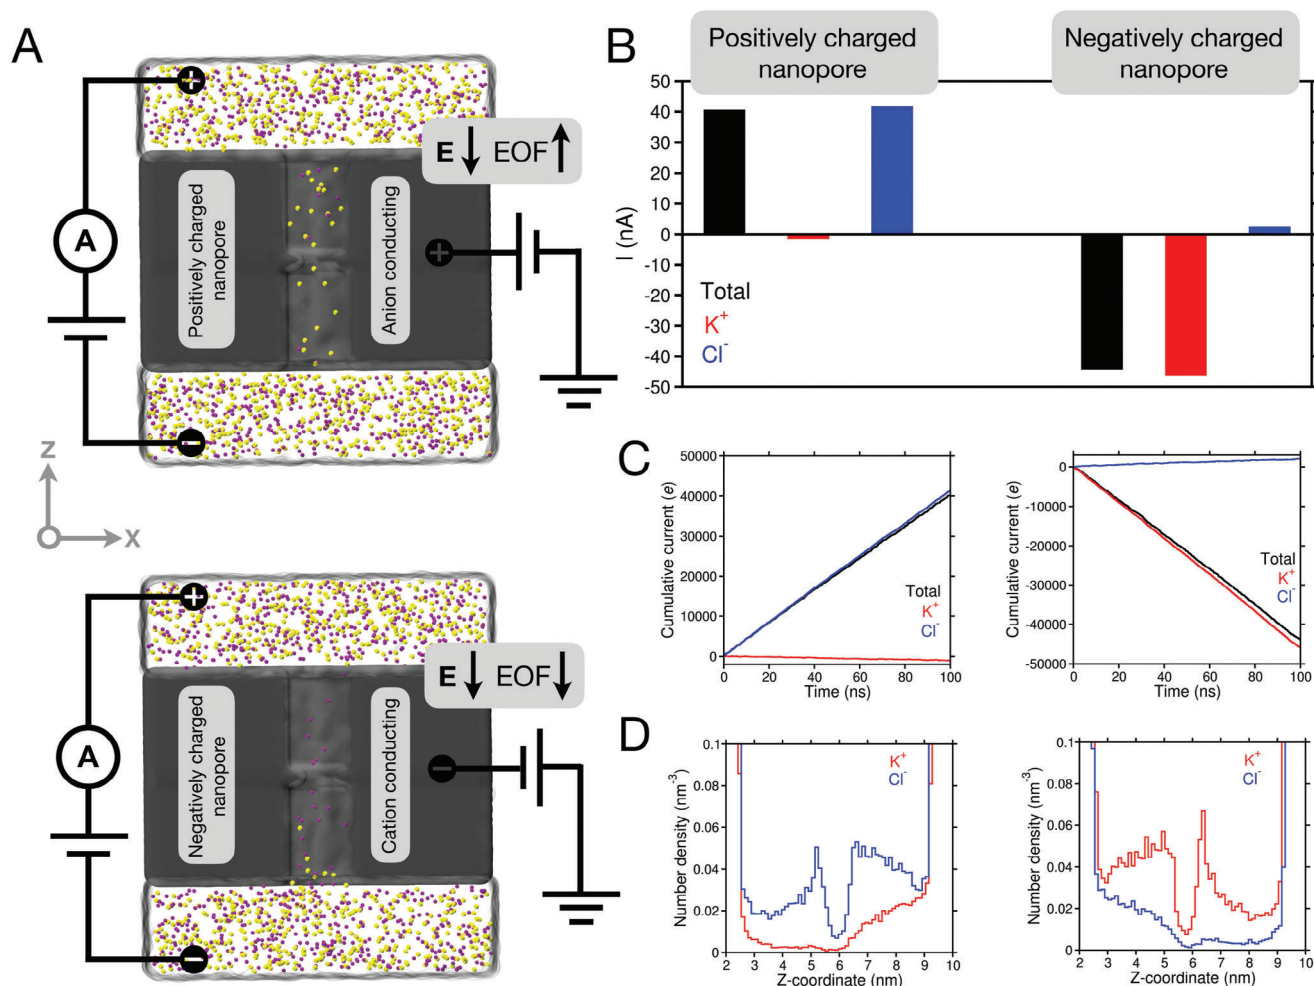 A
+
E EOF
A
Positively charged
nanopore
Anion conducting
+
−
z
x
+
E EOF
A
Negatively charged
nanopore
Cation conducting
−
−
B
Positively charged
nanopore
Negatively charged
nanopore
50
40
30
20
10
0
-10
-20
-30
-40
-50
I (nA)
Total
K+
Cl-
C
50000
40000
30000
20000
10000
0
Cumulative current (e)
Total
K+
Cl-
0 20 40 60 80 100
Time (ns)
0
-10000
-20000
-30000
-40000
-50000
Cumulative current (e)
Total
K+
Cl-
0 20 40 60 80 100
Time (ns)
D
0.1
0.08
0.06
0.04
0.02
0
Number density (nm-3)
K+
Cl-
2 3 4 5 6 7 8 9 10
Z-coordinate (nm)
0.1
0.08
0.06
0.04
0.02
0
Number density (nm-3)
K+
Cl-
2 3 4 5 6 7 8 9 10
Z-coordinate (nm)